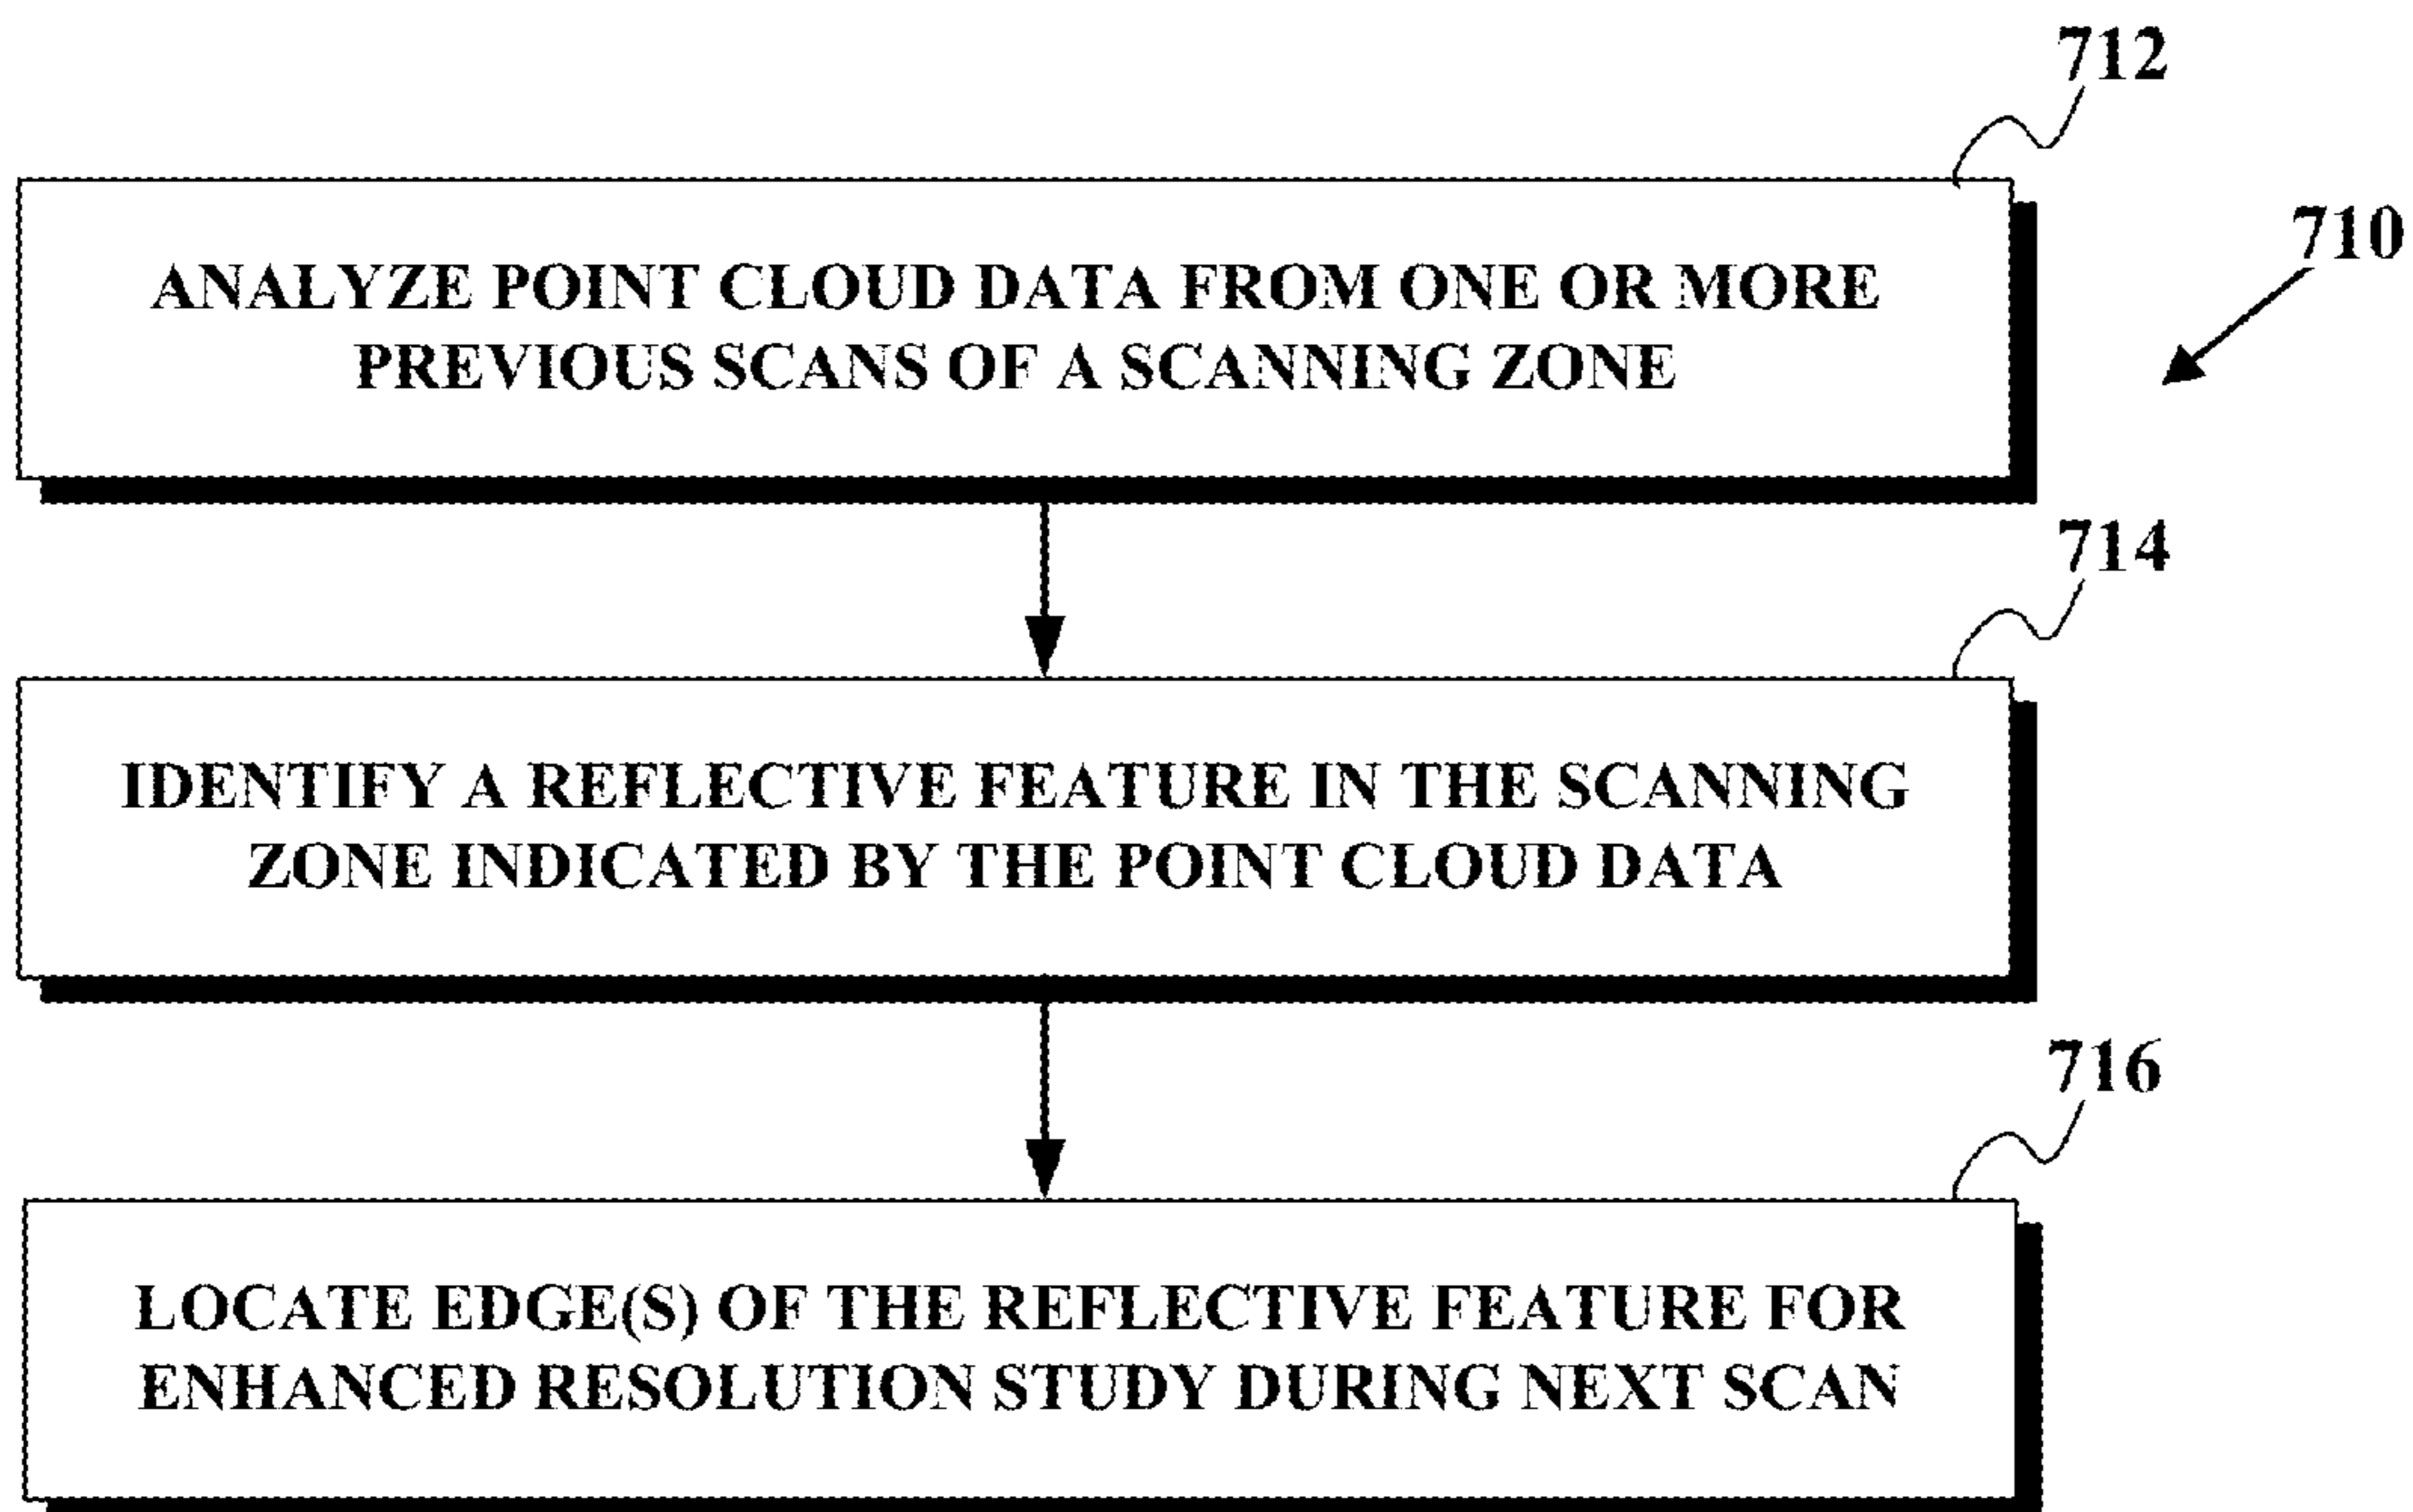 712
710
ANALYZE POINT CLOUD DATA FROM ONE OR MORE
PREVIOUS SCANS OF A SCANNING ZONE
714
IDENTIFY A REFLECTIVE FEATURE IN THE SCANNING
ZONE INDICATED BY THE POINT CLOUD DATA
716
LOCATE EDGE(S) OF THE REFLECTIVE FEATURE FOR
ENHANCED RESOLUTION STUDY DURING NEXT SCAN